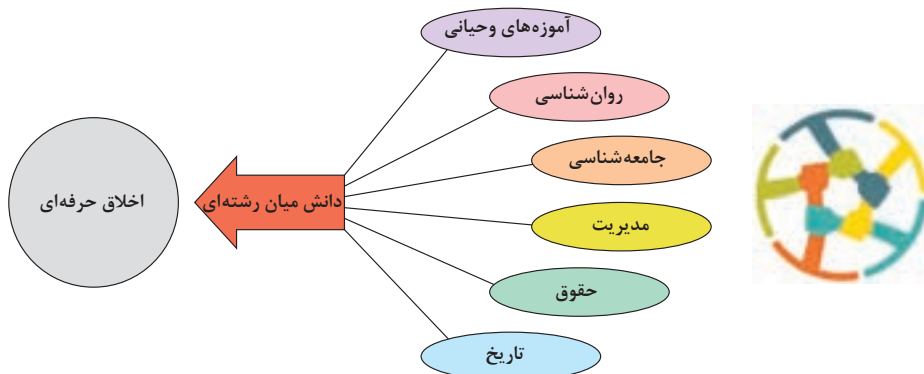 آموزه‌های وحیانی
روان‌شناسی
جامعه‌شناسی
مدیریت
حقوق
تاریخ
دانش میان رشته‌ای
اخلاق حرفه‌ای